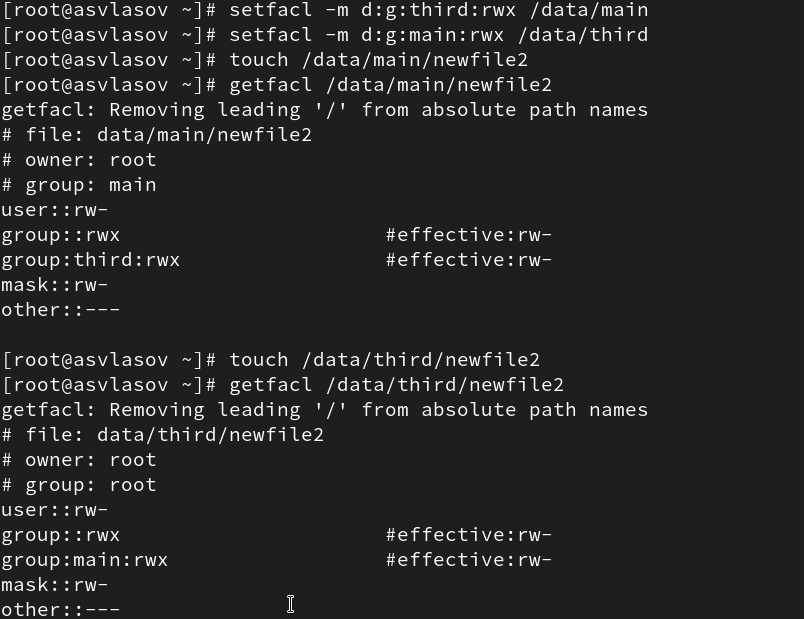 [root@asvlasov ~]# setfacl -m d:g:third:rwx /data/main
[root@asvlasov ~]# setfacl -m d:g:main:rwx /data/third
[root@asvlasov ~]# touch /data/main/newfile2
[root@asvlasov ~]# getfacl /data/main/newfile2
getfacl: Removing leading '/' from absolute path names
# file: data/main/newfile2
# owner: root
# group: main
user::rw-
group::rwx                      #effective:rw-
group:third:rwx                 #effective:rw-
mask::rw-
other::---

[root@asvlasov ~]# touch /data/third/newfile2
[root@asvlasov ~]# getfacl /data/third/newfile2
getfacl: Removing leading '/' from absolute path names
# file: data/third/newfile2
# owner: root
# group: root
user::rw-
group::rwx                      #effective:rw-
group:main:rwx                  #effective:rw-
mask::rw-
other::---